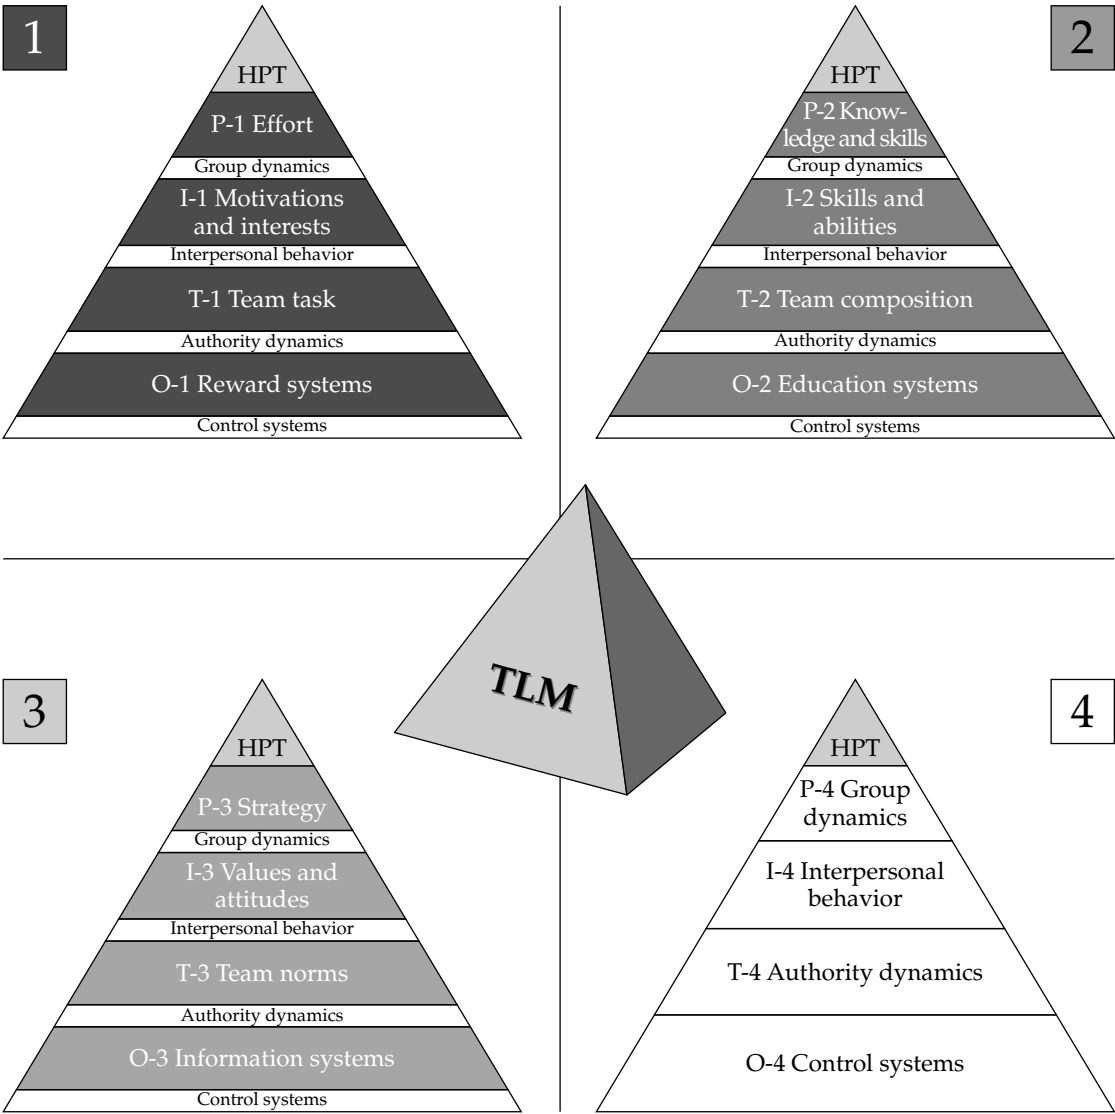 1
HPT
P-1 Effort
Group dynamics
I-1 Motivations
and interests
Interpersonal behavior
T-1 Team task
Authority dynamics
O-1 Reward systems
Control systems
2
HPT
P-2 Know-
ledge and skills
Group dynamics
I-2 Skills and
abilities
Interpersonal behavior
T-2 Team composition
Authority dynamics
O-2 Education systems
Control systems
TLM
3
HPT
P-3 Strategy
Group dynamics
I-3 Values and
attitudes
Interpersonal behavior
T-3 Team norms
Authority dynamics
O-3 Information systems
Control systems
4
HPT
P-4 Group
dynamics
I-4 Interpersonal
behavior
T-4 Authority dynamics
O-4 Control systems